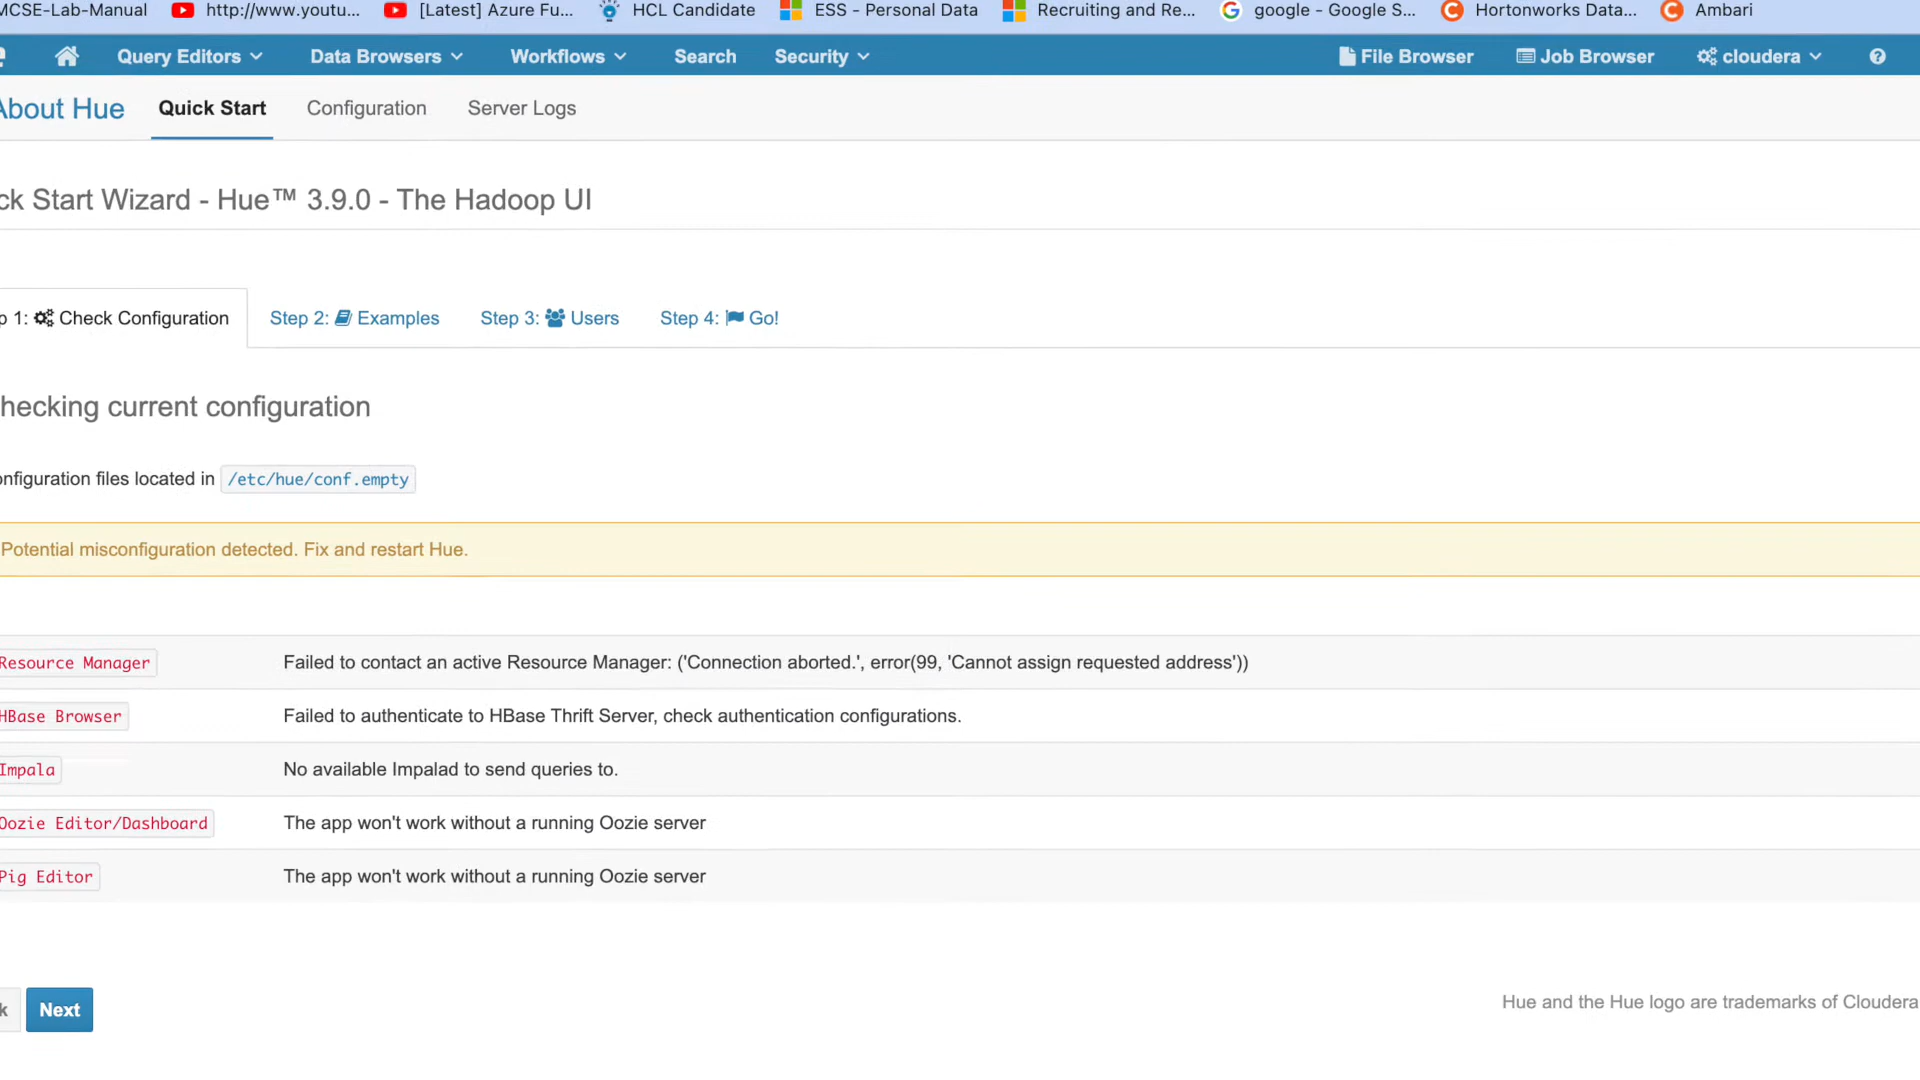 MCSE-Lab-Manual http://www.youtu... [Latest] Azure Fu... HCL Candidate ESS - Personal Data Recruiting and Re... google - Google S... Hortonworks Data... Ambari
Query Editors Data Browsers Workflows Search Security File Browser Job Browser cloudera
About Hue Quick Start Configuration Server Logs
ck Start Wizard - Hue™ 3.9.0 - The Hadoop UI
p 1: Check Configuration Step 2: Examples Step 3: Users Step 4: Go!
hecking current configuration
onfiguration files located in /etc/hue/conf.empty
Potential misconfiguration detected. Fix and restart Hue.
Resource Manager Failed to contact an active Resource Manager: ('Connection aborted.', error(99, 'Cannot assign requested address'))
HBase Browser Failed to authenticate to HBase Thrift Server, check authentication configurations.
Impala No available Impalad to send queries to.
Oozie Editor/Dashboard The app won't work without a running Oozie server
Pig Editor The app won't work without a running Oozie server
k Next
Hue and the Hue logo are trademarks of Cloudera